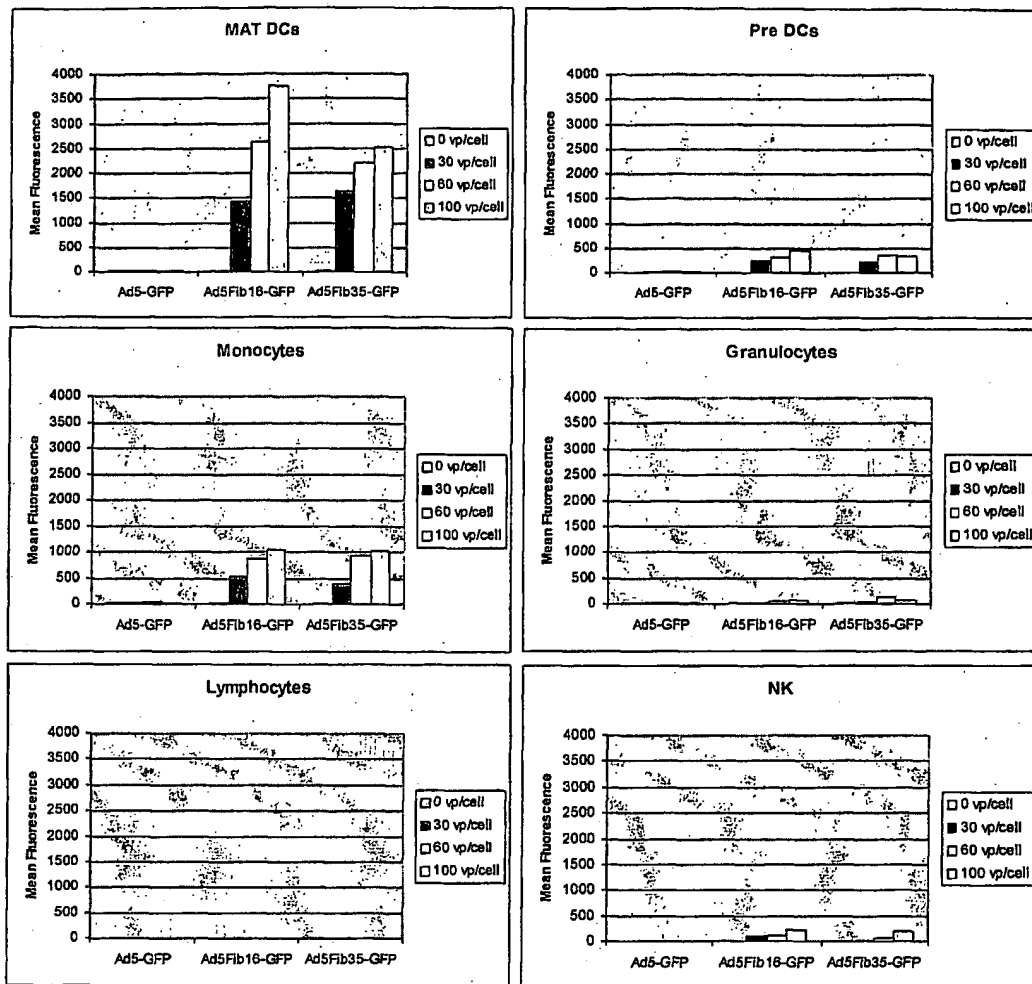 MAT DCs
Mean Fluorescence
4000
3500
3000
2500
2000
1500
1000
500
0
Ad5-GFP Ad5Fib16-GFP Ad5Fib35-GFP
0 vp/cell
30 vp/cell
60 vp/cell
100 vp/cell
Pre DCs
Mean Fluorescence
4000
3500
3000
2500
2000
1500
1000
500
0
Ad5-GFP Ad5Fib16-GFP Ad5Fib35-GFP
0 vp/cell
30 vp/cell
60 vp/cell
100 vp/cell
Monocytes
Mean Fluorescence
4000
3500
3000
2500
2000
1500
1000
500
0
Ad5-GFP Ad5Fib16-GFP Ad5Fib35-GFP
0 vp/cell
30 vp/cell
60 vp/cell
100 vp/cell
Granulocytes
Mean Fluorescence
4000
3500
3000
2500
2000
1500
1000
500
0
Ad5-GFP Ad5Fib16-GFP Ad5Fib35-GFP
0 vp/cell
30 vp/cell
60 vp/cell
100 vp/cell
Lymphocytes
Mean Fluorescence
4000
3500
3000
2500
2000
1500
1000
500
0
Ad5-GFP Ad5Fib16-GFP Ad5Fib35-GFP
0 vp/cell
30 vp/cell
60 vp/cell
100 vp/cell
NK
Mean Fluorescence
4000
3500
3000
2500
2000
1500
1000
500
0
Ad5-GFP Ad5Fib16-GFP Ad5Fib35-GFP
0 vp/cell
30 vp/cell
60 vp/cell
100 vp/cell